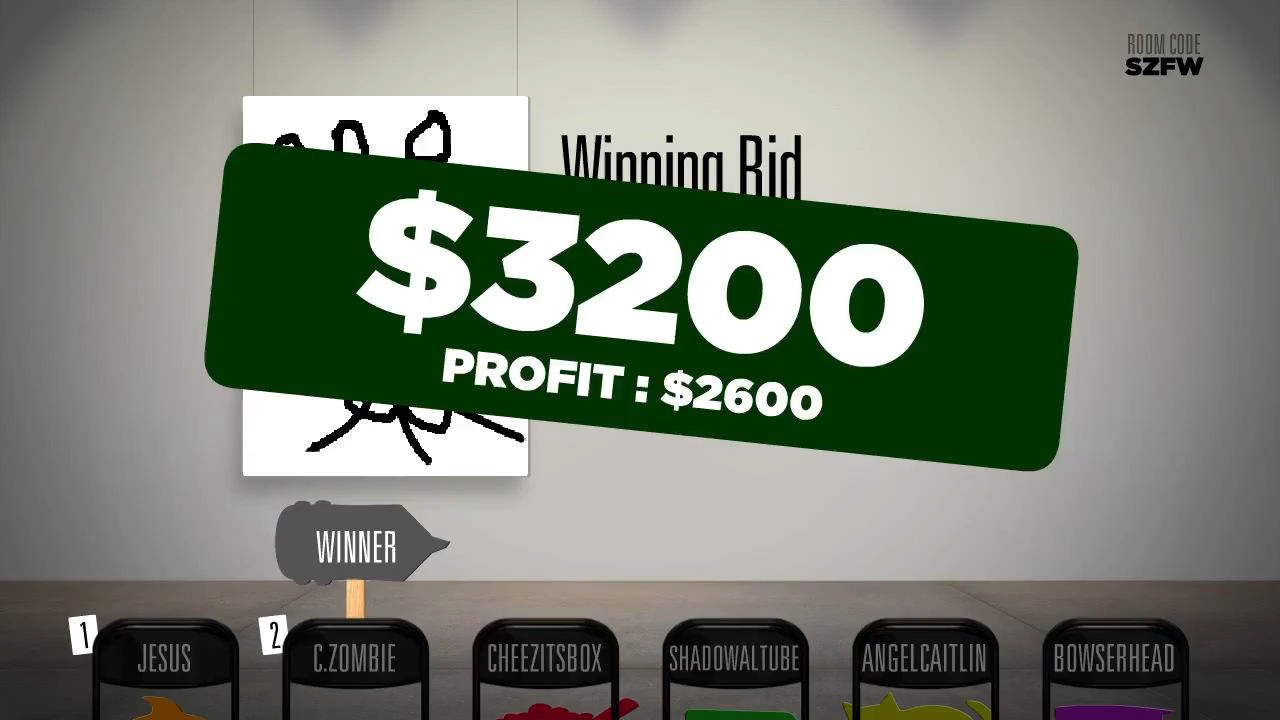 ROOM CODE
SZFW
Winning Bid
$3200
PROFIT : $2600
WINNER
1
JESUS
2
C.ZOMBIE
CHEEZITSBOX
SHADOWALTUBE
ANGELCAITLIN
BOWSERHEAD